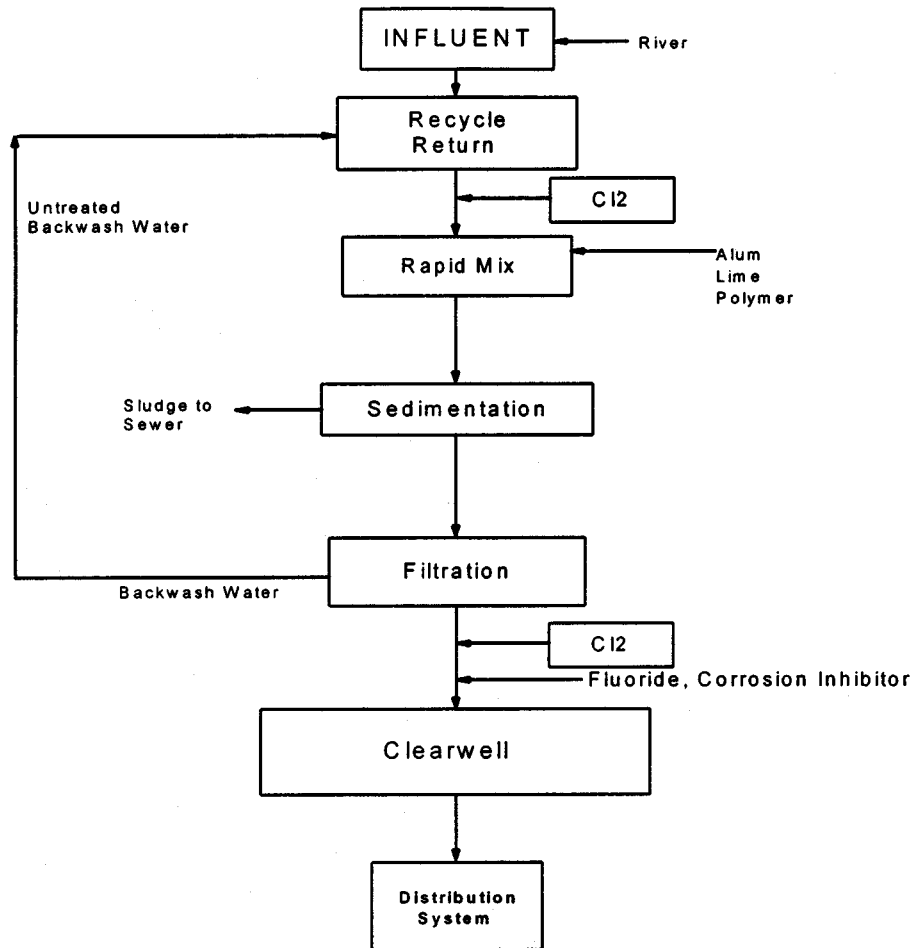 INFLUENT
River
Recycle
Return
Cl2
Untreated
Backwash Water
Rapid Mix
Alum
Lime
Polymer
Sludge to
Sewer
Sedimentation
Filtration
Backwash Water
Cl2
Fluoride, Corrosion Inhibitor
Clearwell
Distribution
System